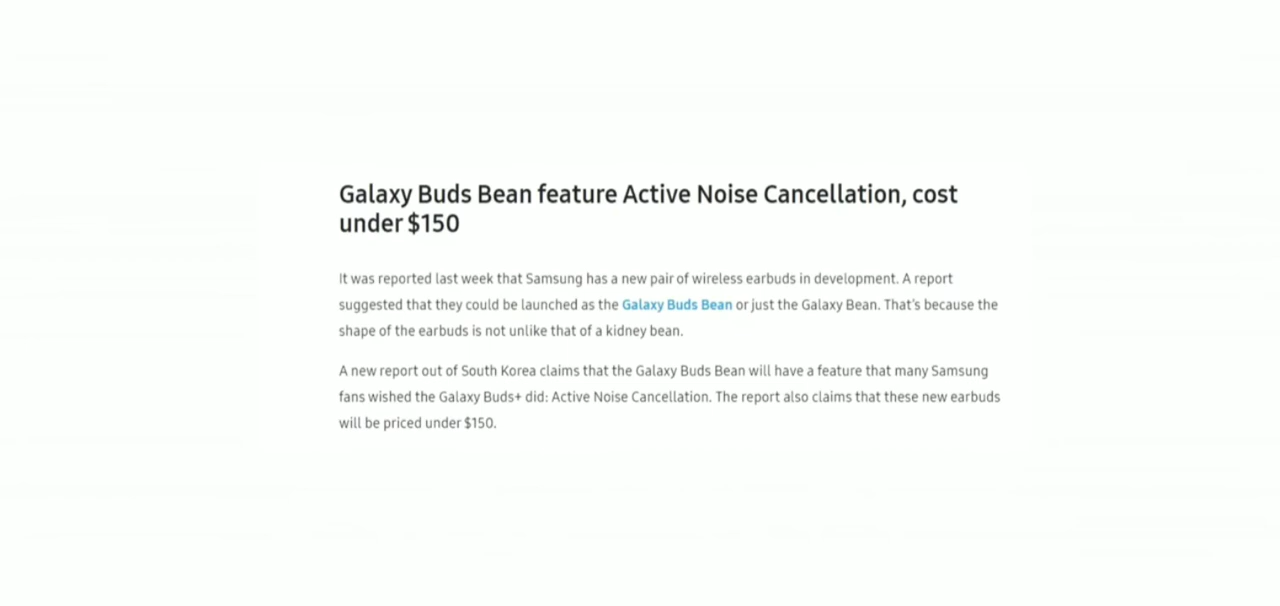 Galaxy Buds Bean feature Active Noise Cancellation, cost
under $150
It was reported last week that Samsung has a new pair of wireless earbuds in development. A report
suggested that they could be launched as the Galaxy Buds Bean or just the Galaxy Bean. That's because the
shape of the earbuds is not unlike that of a kidney bean.
A new report out of South Korea claims that the Galaxy Buds Bean will have a feature that many Samsung
fans wished the Galaxy Buds+ did: Active Noise Cancellation. The report also claims that these new earbuds
will be priced under $150.